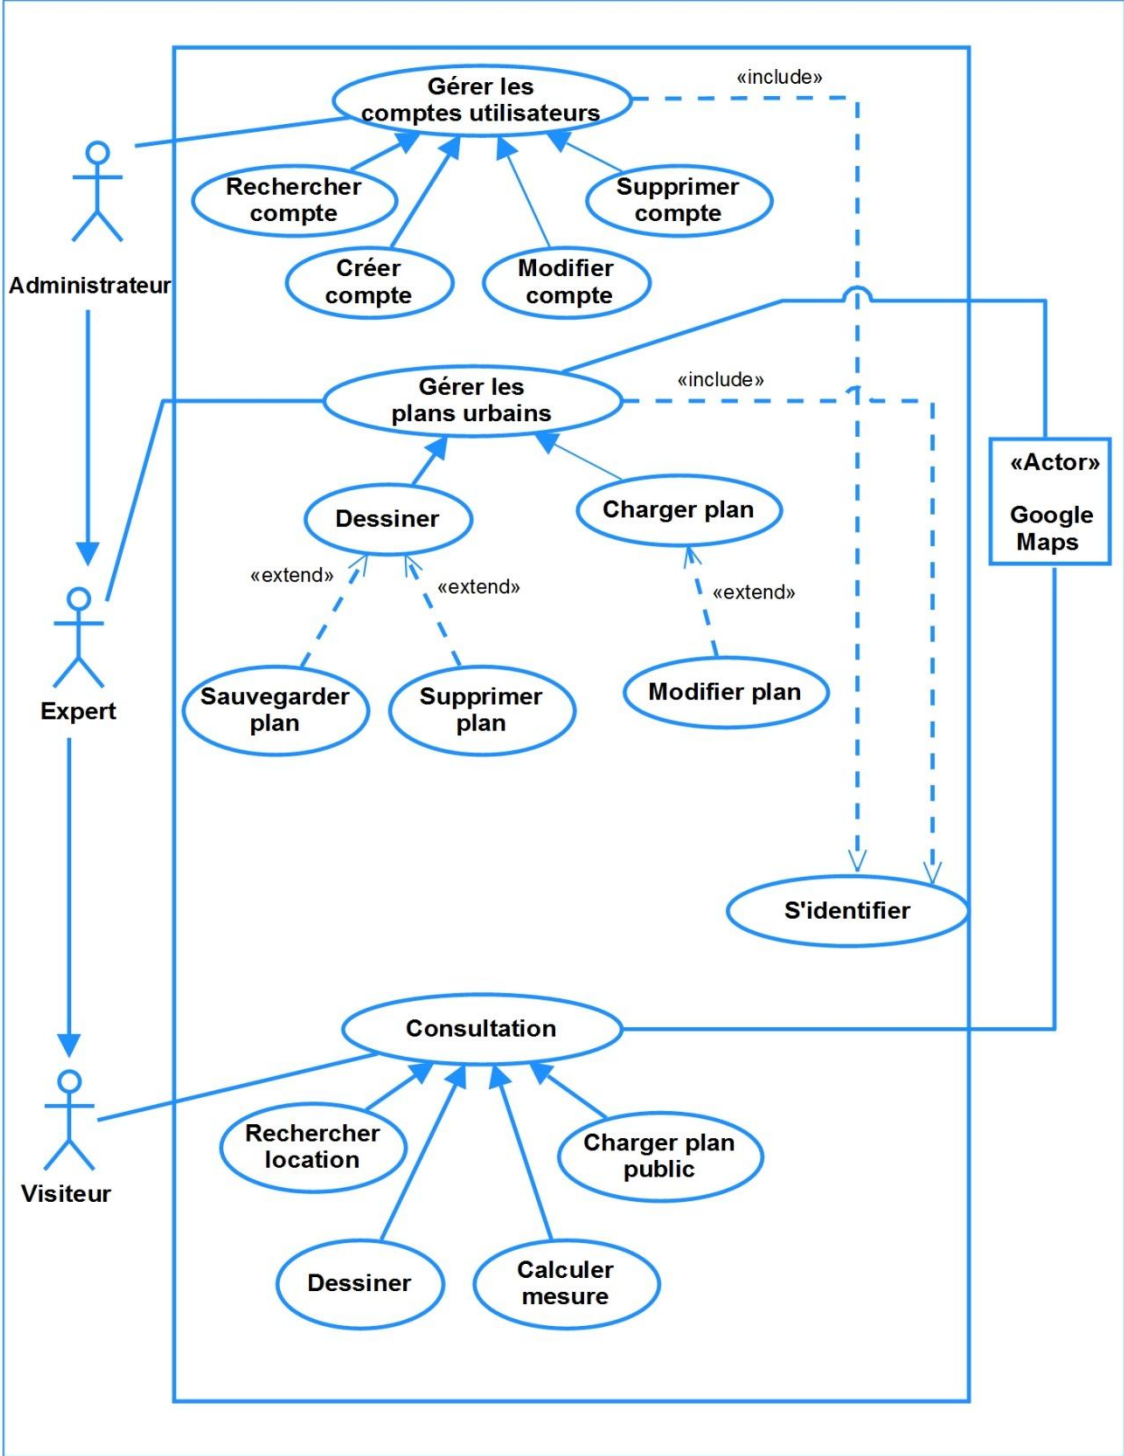 «include»
Gérer les
comptes utilisateurs
Rechercher
compte
Supprimer
compte
Créer
compte
Modifier
compte
Administrateur
Gérer les
plans urbains
«include»
«Actor»
Google
Maps
Dessiner
Charger plan
«extend»
«extend»
«extend»
Sauvegarder
plan
Supprimer
plan
Modifier plan
Expert
S'identifier
Consultation
Rechercher
location
Charger plan
public
Visiteur
Dessiner
Calculer
mesure